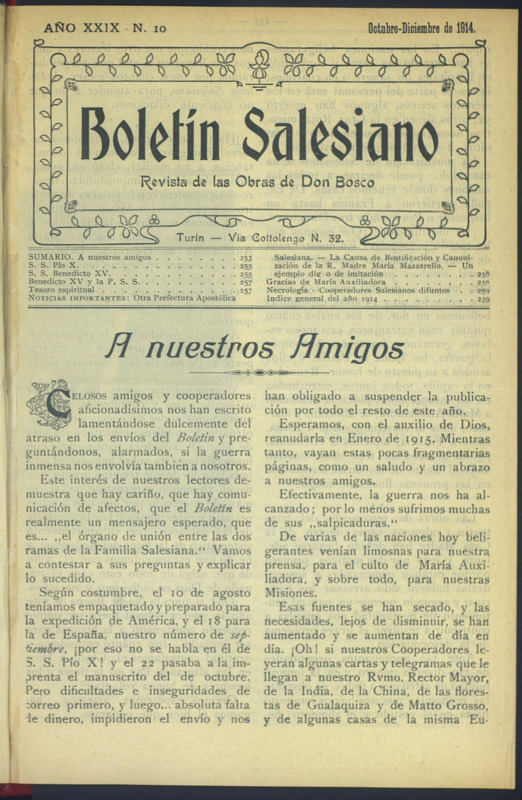 AÑO XXIX - N. 10
Octubre-Diciembre de 1914.
Boletín Salesiano
Revista de las Obras de Don Bosco
Turin — Via Cottolengo N. 32.
SUMARIO. A nuestros amigos . . . . . . . . . . 253
S. S. Pío X. . . . . . . . . . . . . . . . 255
S. S. Benedicto XV. . . . . . . . . . . . . 255
Benedicto XV y la P. S. S. . . . . . . . . . 257
Tesoro espiritual . . . . . . . . . . . . . 257
NOTICIAS IMPORTANTES: Otra Prefectura Apostólica
Salesiana. — La Causa de Beatificación y Canoni-
zación de la R. Madre María Mazzarello. — Un
ejemplo dig o de imitación . . . . . . . . . . 258
Gracias de María Auxiliadora . . . . . . . . . 258
Necrología - Cooperadores Salesianos difuntos . . 259
Indice general del año 1914 . . . . . . . . . . 259
A nuestros Amigos
CELOSOS amigos y cooperadores
aficionadísimos nos han escrito
lamentándose dulcemente del
atraso en los envíos del Boletín y pre-
guntándonos, alarmados, si la guerra
inmensa nos envolvía también a nosotros.
Este interés de nuestros lectores de-
muestra que hay cariño, que hay comu-
nicación de afectos, que el Boletín es
realmente un mensajero esperado, que
es... „el órgano de unión entre las dos
ramas de la Familia Salesiana.“ Vamos
a contestar a sus preguntas y explicar
lo sucedido.
Según costumbre, el 10 de agosto
teníamos empaquetado y preparado para
la expedición de América, y el 18 para
la de España, nuestro número de sep-
tiembre, ¡por eso no se habla en él de
S. S. Pío X! y el 22 pasaba a la im-
prenta el manuscrito del de octubre.
Pero dificultades e inseguridades de
correo primero, y luego... absoluta falta
de dinero, impidieron el envío y nos
han obligado a suspender la publica-
ción por todo el resto de este año.
Esperamos, con el auxilio de Dios,
reanudarla en Enero de 1915. Mientras
tanto, vayan estas pocas fragmentarias
páginas, como un saludo y un abrazo
a nuestros amigos.
Efectivamente, la guerra nos ha al-
canzado; por lo menos sufrimos muchas
de sus „salpicaduras.“
De varias de las naciones hoy beli-
gerantes venían limosnas para nuestra
prensa, para el culto de María Auxi-
liadora, y sobre todo, para nuestras
Misiones.
Esas fuentes se han secado, y las
necesidades, lejos de disminuir, se han
aumentado y se aumentan de día en
día. ¡Oh! si nuestros Cooperadores le-
yeran algunas cartas y telegramas que le
llegan a nuestro Rvmo. Rector Mayor,
de la India, de la China, de las flores-
tas de Gualaquiza y de Matto Grosso,
y de algunas casas de la misma Eu-